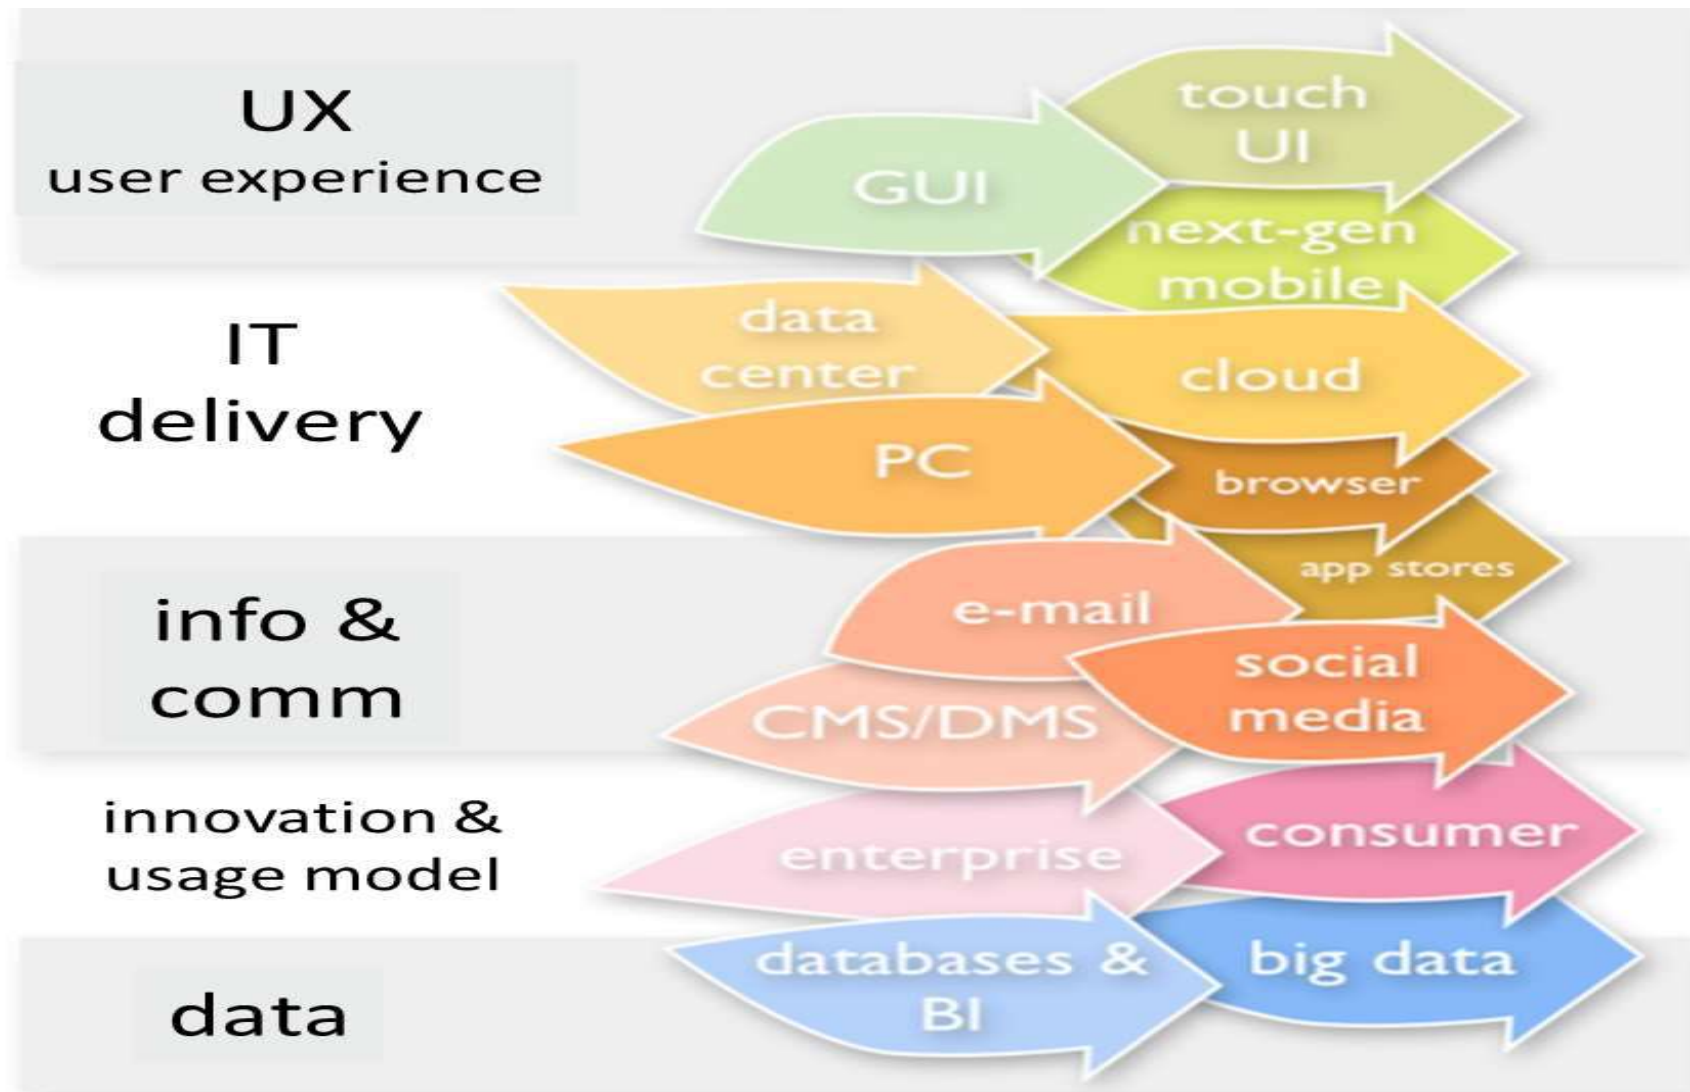 UX
user experience
GUI
touch
UI
next-gen
mobile
IT
delivery
data
center
cloud
PC
browser
app stores
info &
comm
e-mail
social
media
CMS/DMS
innovation &
usage model
enterprise
consumer
data
databases &
BI
big data